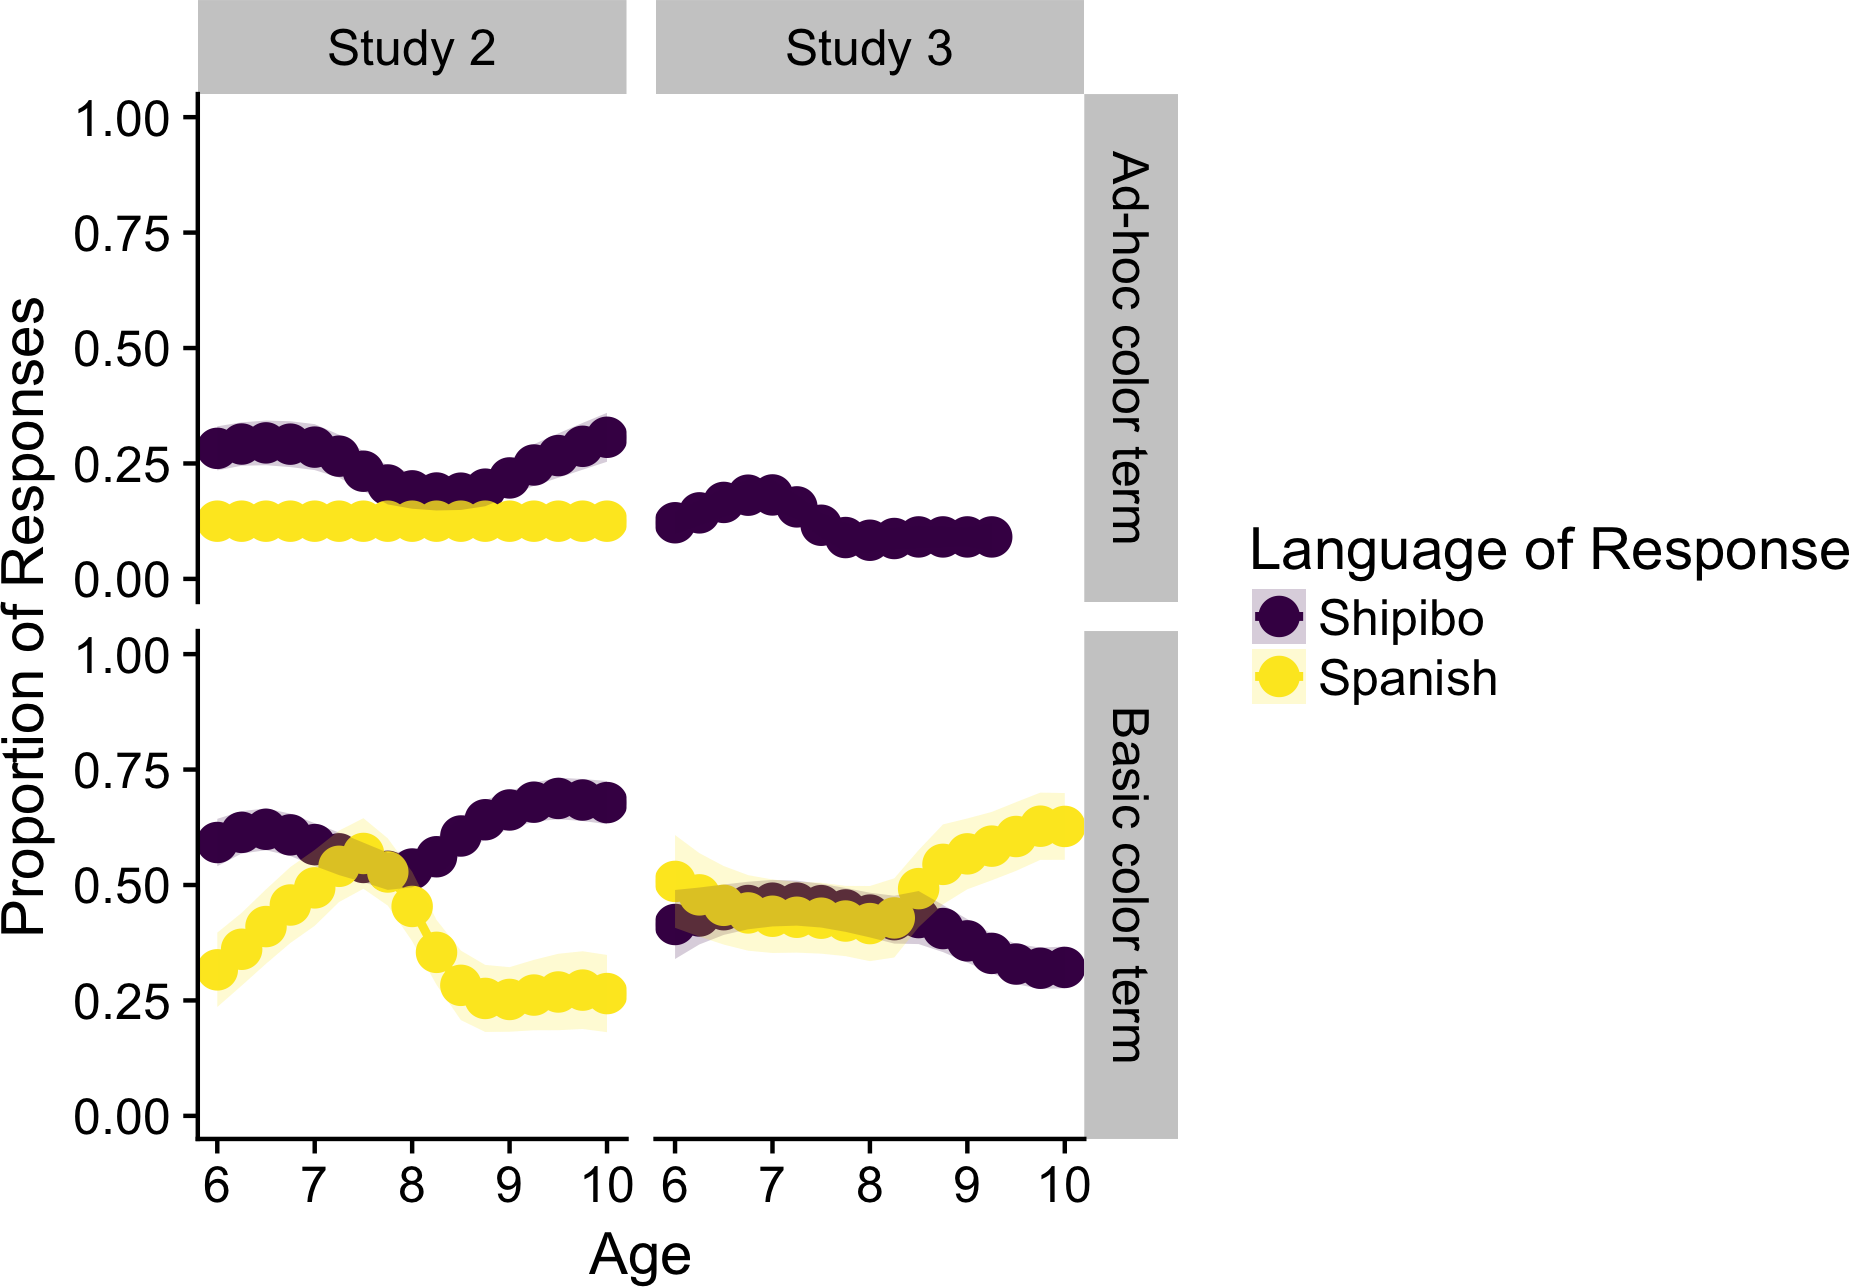 Study 2
Study 3
Proportion of Responses
1.00
0.75
0.50
0.25
0.00
Ad-hoc color term
1.00
0.75
0.50
0.25
0.00
Basic color term
6 7 8 9 10
6 7 8 9 10
Age
Language of Response
Shipibo
Spanish